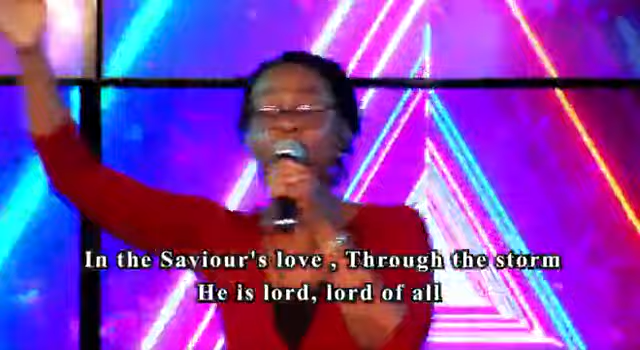 In the Saviour's love , Through the storm
He is lord, lord of all